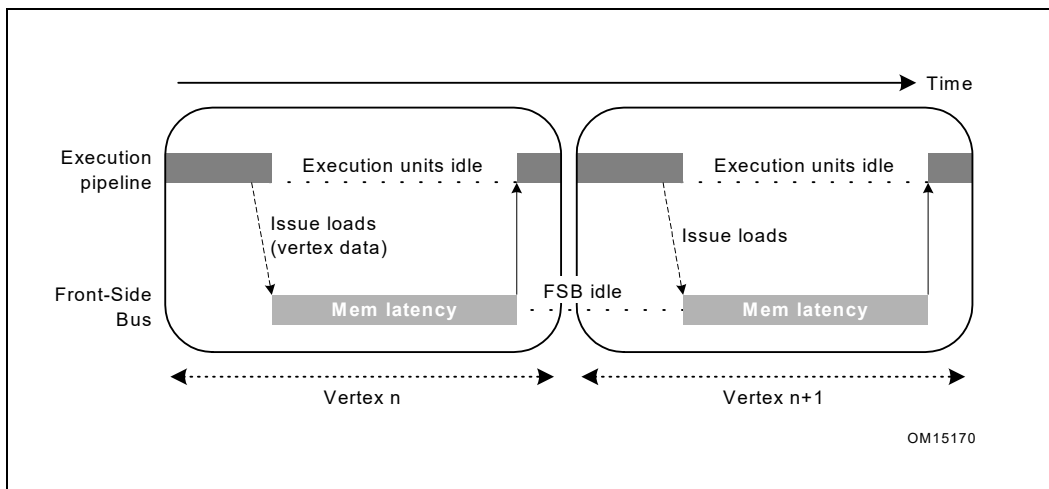 Time
Execution
pipeline
Execution units idle
Execution units idle
Issue loads
(vertex data)
Issue loads
Front-Side
Bus
Mem latency
FSB idle
Mem latency
Vertex n
Vertex n+1
OM15170